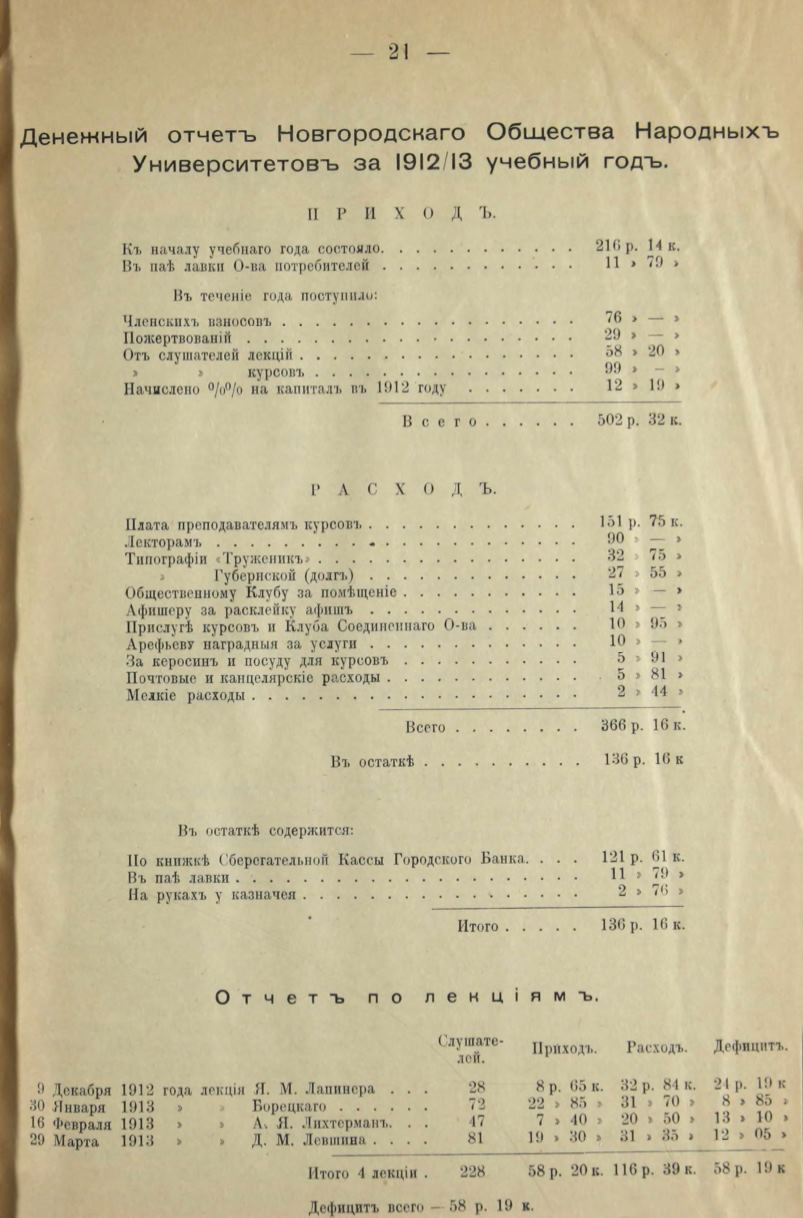 — 21 —
Денежный отчетъ Новгородскаго Общества Народныхъ
Университетовъ за 1912/13 учебный годъ.
ПРИХОДЪ.
Къ началу учебнаго года состояло. . . . . . . . . . . . 216 р. 14 к.
Въ паѣ лавки О-ва потребителей . . . . . . . . . . . . 11 » 79 »
Въ теченіе года поступило:
Членскихъ взносовъ . . . . . . . . . . . . . . . . . . 76 » — »
Пожертвованій . . . . . . . . . . . . . . . . . . . . 29 » — »
Отъ слушателей лекцій . . . . . . . . . . . . . . . . . 58 » 20 »
» » курсовъ . . . . . . . . . . . . . . . . 99 » - »
Начислено %% на капиталъ въ 1912 году . . . . . . . 12 » 19 »
Всего . . . . . . 502 р. 32 к.
РАСХОДЪ.
Плата преподавателямъ курсовъ . . . . . . . . . . . . . 151 р. 75 к.
Лекторамъ . . . . . . . . . . . . . . . . . . . . . . 90 » — »
Типографіи «Труженикъ» . . . . . . . . . . . . . . . . 32 » 75 »
» Губернской (долгъ) . . . . . . . . . . . . . 27 » 55 »
Общественному Клубу за помѣщеніе . . . . . . . . . . . 15 » — »
Афишеру за расклейку афишъ . . . . . . . . . . . . . 14 » — »
Прислугѣ курсовъ и Клуба Соединеннаго О-ва . . . . . . 10 » 95 »
Арефьеву наградныя за услуги . . . . . . . . . . . . . 10 » — »
За керосинъ и посуду для курсовъ . . . . . . . . . . . 5 » 91 »
Почтовые и канцелярскіе расходы . . . . . . . . . . . . 5 » 81 »
Мелкіе расходы . . . . . . . . . . . . . . . . . . . . 2 » 44 »
Всего . . . . . . . . 366 р. 16 к.
Въ остаткѣ . . . . . . . . . . 136 р. 16 к
Въ остаткѣ содержится:
По книжкѣ Сберегательной Кассы Городского Банка. . . . 121 р. 61 к.
Въ паѣ лавки . . . . . . . . . . . . . . . . . . . . . 11 » 79 »
На рукахъ у казначея . . . . . . . . . . . . . . . . . 2 » 76 »
Итого . . . . . 136 р. 16 к.
Отчетъ по лекціямъ.
Слушате-
лей. Приходъ. Расходъ. Дефицитъ.
9 Декабря 1912 года лекція Я. М. Лапинера . . . 28 8 р. 65 к. 32 р. 84 к. 24 р. 19 к
30 Января 1913 » » Борецкаго . . . . . . 72 22 » 85 » 31 » 70 » 8 » 85 »
16 Февраля 1913 » » А. Я. Лихтерманъ. . . 47 7 » 40 » 20 » 50 » 13 » 10 »
29 Марта 1913 » » Д. М. Левшина . . . . 81 19 » 30 » 31 » 35 » 12 » 05 »
Итого 4 лекціи . 228 58 р. 20 к. 116 р. 39 к. 58 р. 19 к
Дефицитъ всего — 58 р. 19 к.